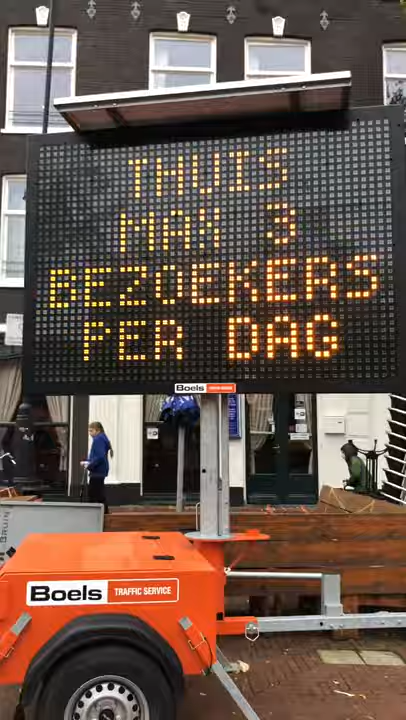 THUIS
MAX 3
BEZOEKERS
PER DAG
Boels
Boels TRAFFIC SERVICE